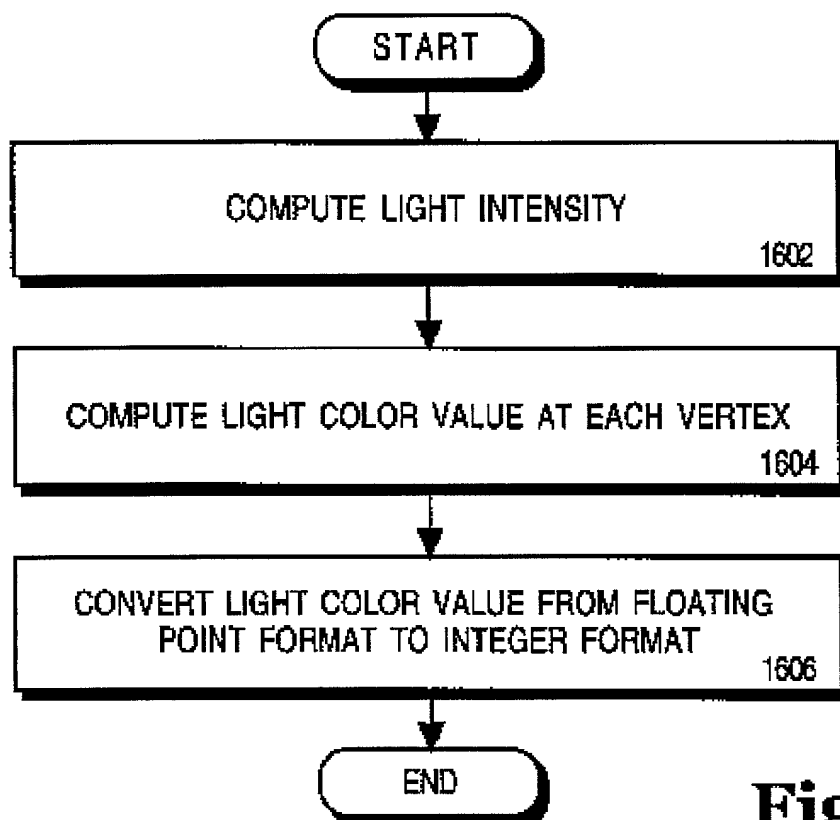 START
COMPUTE LIGHT INTENSITY
1602
COMPUTE LIGHT COLOR VALUE AT EACH VERTEX
1604
CONVERT LIGHT COLOR VALUE FROM FLOATING
POINT FORMAT TO INTEGER FORMAT
1606
END
Fig